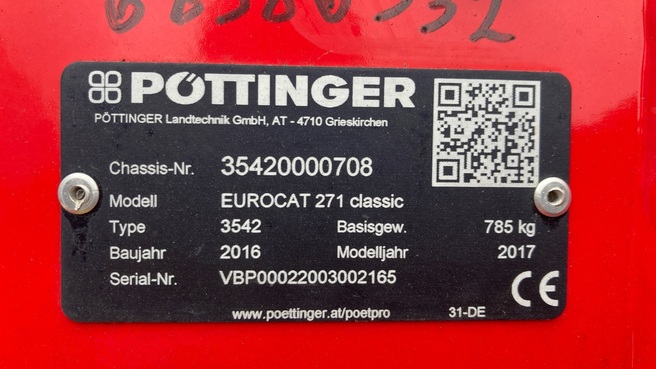 PÖTTINGER
PÖTTINGER Landtechnik GmbH, AT - 4710 Grieskirchen
Chassis-Nr. 35420000708
Modell EUROCAT 271 classic
Type 3542 Basisgew. 785 kg
Baujahr 2016 Modelljahr 2017
Serial-Nr. VBP00022003002165
CE
www.poettinger.at/poetpro 31-DE